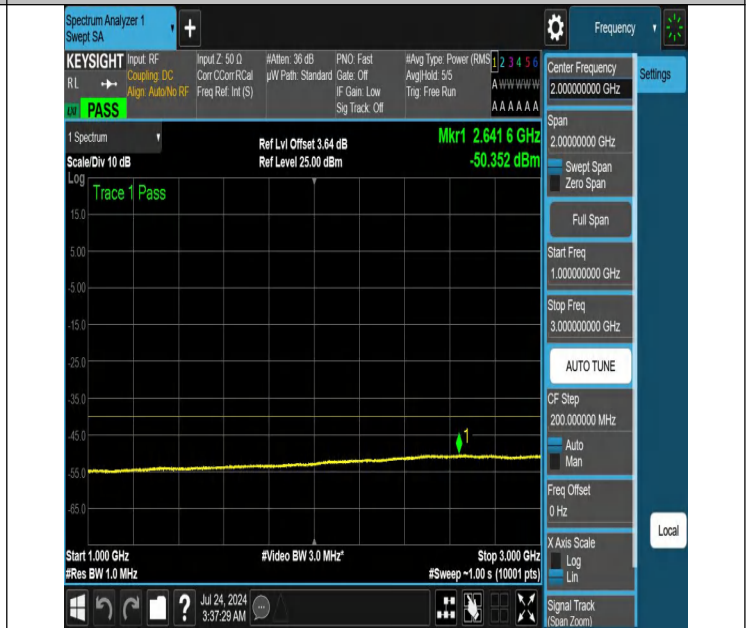 Spectrum Analyzer 1
Swept SA
+
Frequency
KEYSIGHT
RL
PASS
Input: RF
Coupling: DC
Align: Auto/No RF
Input Z: 50 Ω
Corr CCorr RCal
Freq Ref: Int (S)
#Atten: 36 dB
µW Path: Standard
PNO: Fast
Gate: Off
IF Gain: Low
Sig Track: Off
#Avg Type: Power (RMS
Avg|Hold: 5/5
Trig: Free Run
1 2 3 4 5 6
A W W W W W
A A A A A A
1 Spectrum
Scale/Div 10 dB
Ref Lvl Offset 3.64 dB
Ref Level 25.00 dBm
Mkr1 2.641 6 GHz
-50.352 dBm
Log
Trace 1 Pass
15.0
5.00
-5.00
-15.0
-25.0
-35.0
-45.0
-55.0
-65.0
1
Start 1.000 GHz
#Res BW 1.0 MHz
#Video BW 3.0 MHz*
Stop 3.000 GHz
#Sweep ~1.00 s (10001 pts)
Center Frequency
2.000000000 GHz
Settings
Span
2.00000000 GHz
Swept Span
Zero Span
Full Span
Start Freq
1.000000000 GHz
Stop Freq
3.000000000 GHz
AUTO TUNE
CF Step
200.000000 MHz
Auto
Man
Freq Offset
0 Hz
X Axis Scale
Log
Lin
Signal Track
(Span Zoom)
Local
?
Jul 24, 2024
3:37:29 AM